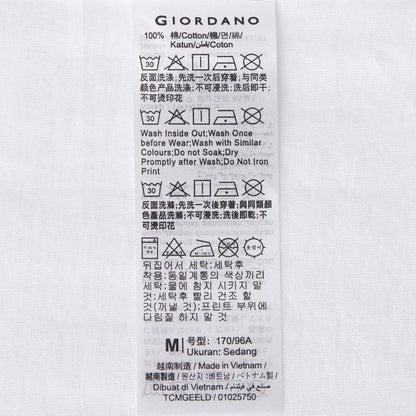 GIORDANO
100% 棉/Cotton/棉/면/綿/
Katun/قطن/Coton
30
反面洗涤;先洗一次后穿着;与同类
颜色产品洗涤;不可浸洗;洗后即干;
不可烫印花
30
Wash Inside Out;Wash Once
before Wear;Wash with Similar
Colours;Do not Soak;Dry
Promptly after Wash;Do Not Iron
Print
30
反面洗滌;先洗一次後穿着;與同類顏
色產品洗滌;不可浸洗;洗後即乾;不
可燙印花
뒤집어서 세탁;세탁후
착용;동일계통의 색상끼리
세탁;물에 침지 시키지 말
것;세탁후 빨리 건조 할
것(꺼낼 것);프린트 부위에
다림질 하지 말 것
M 号型: 170/96A
Ukuran: Sedang
越南制造 / Made in Vietnam /
越南製造 / 원산지:베트남 / ベトナム製 /
Dibuat di Vietnam / صنع في فيتنام
TCMGEELD / 01025750